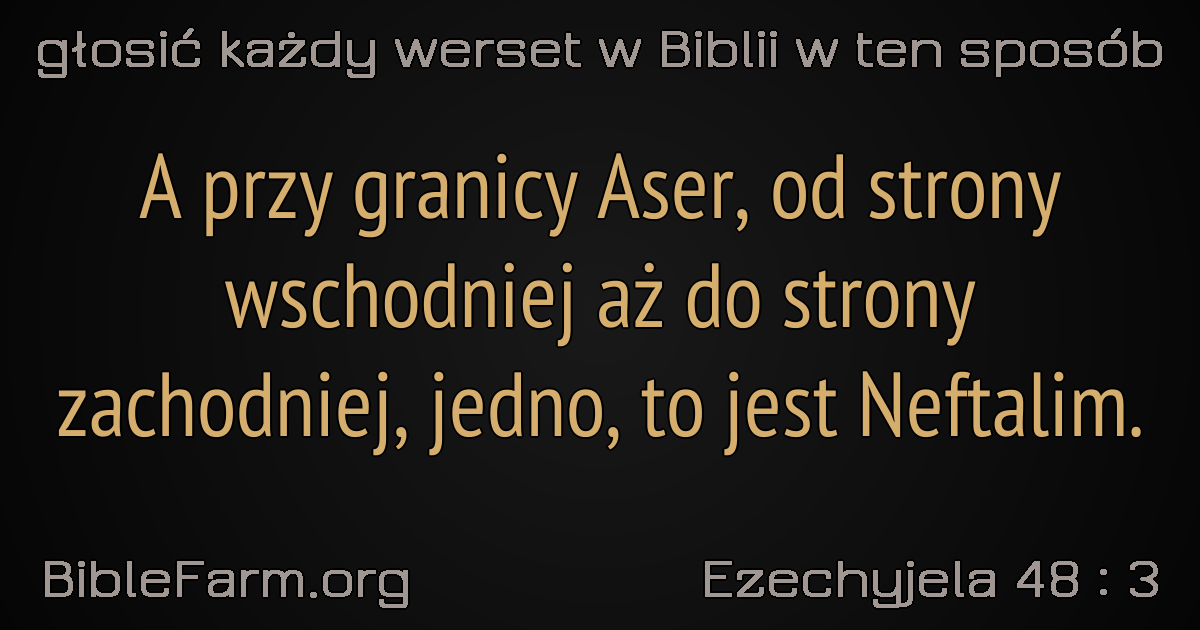 głosić każdy werset w Biblii w ten sposób
A przy granicy Aser, od strony
wschodniej aż do strony
zachodniej, jedno, to jest Neftalim.
BibleFarm.org
Ezechyjela 48 : 3